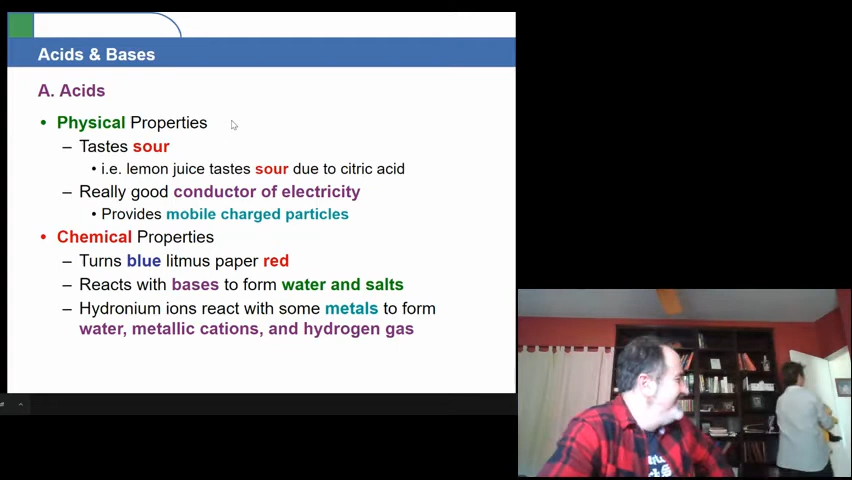 Acids & Bases
A. Acids
• Physical Properties
– Tastes sour
• i.e. lemon juice tastes sour due to citric acid
– Really good conductor of electricity
• Provides mobile charged particles
• Chemical Properties
– Turns blue litmus paper red
– Reacts with bases to form water and salts
– Hydronium ions react with some metals to form
water, metallic cations, and hydrogen gas